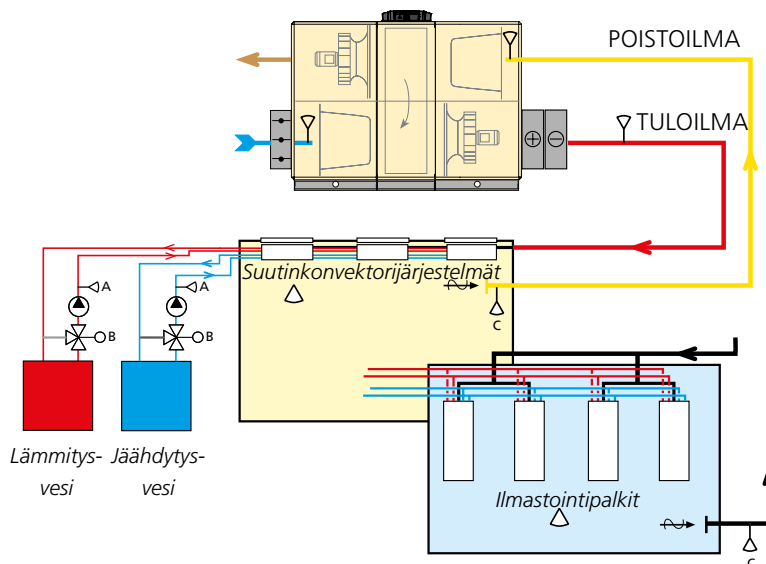 POISTOILMA
TULOILMA
Suutinkonvektorijärjestelmät
A
A
B
B
C
Lämmitys-
vesi
Jäähdytys-
vesi
Ilmastointipalkit
C